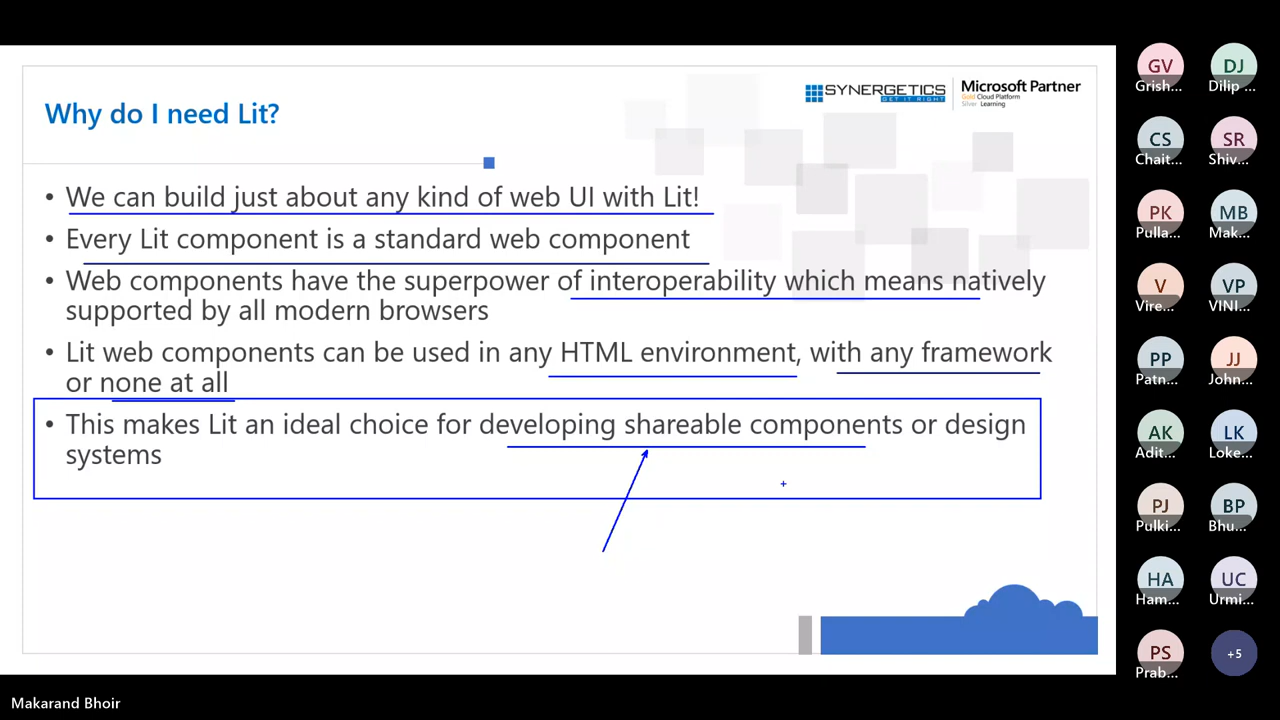 SYNERGETICS
GET IT RIGHT
Microsoft Partner
Gold Cloud Platform
Silver Learning
Why do I need Lit?
• We can build just about any kind of web UI with Lit!
• Every Lit component is a standard web component
• Web components have the superpower of interoperability which means natively
supported by all modern browsers
• Lit web components can be used in any HTML environment, with any framework
or none at all
• This makes Lit an ideal choice for developing shareable components or design
systems
GV
Grish...
DJ
Dilip ...
CS
Chait...
SR
Shiv...
PK
Pulla...
MB
Mak...
V
Vire...
VP
VINI...
PP
Patn...
JJ
John...
AK
Adit...
LK
Loke...
PJ
Pulki...
BP
Bhu...
HA
Ham...
UC
Urmi...
PS
Prab...
+5
Makarand Bhoir